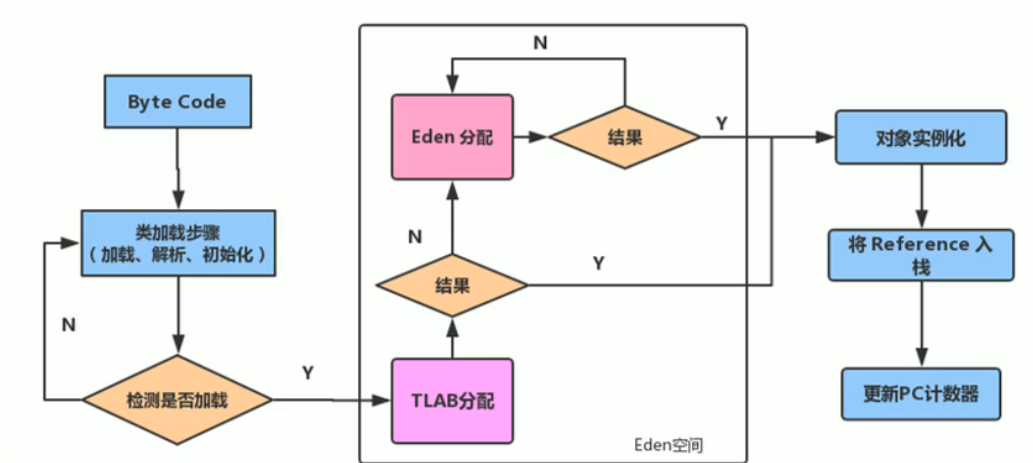 Byte Code
类加载步骤
（加载、解析、初始化）
N
检测是否加载
Y
N
Eden 分配
结果
Y
N
结果
Y
TLAB分配
Eden空间
对象实例化
将 Reference 入
栈
更新PC计数器